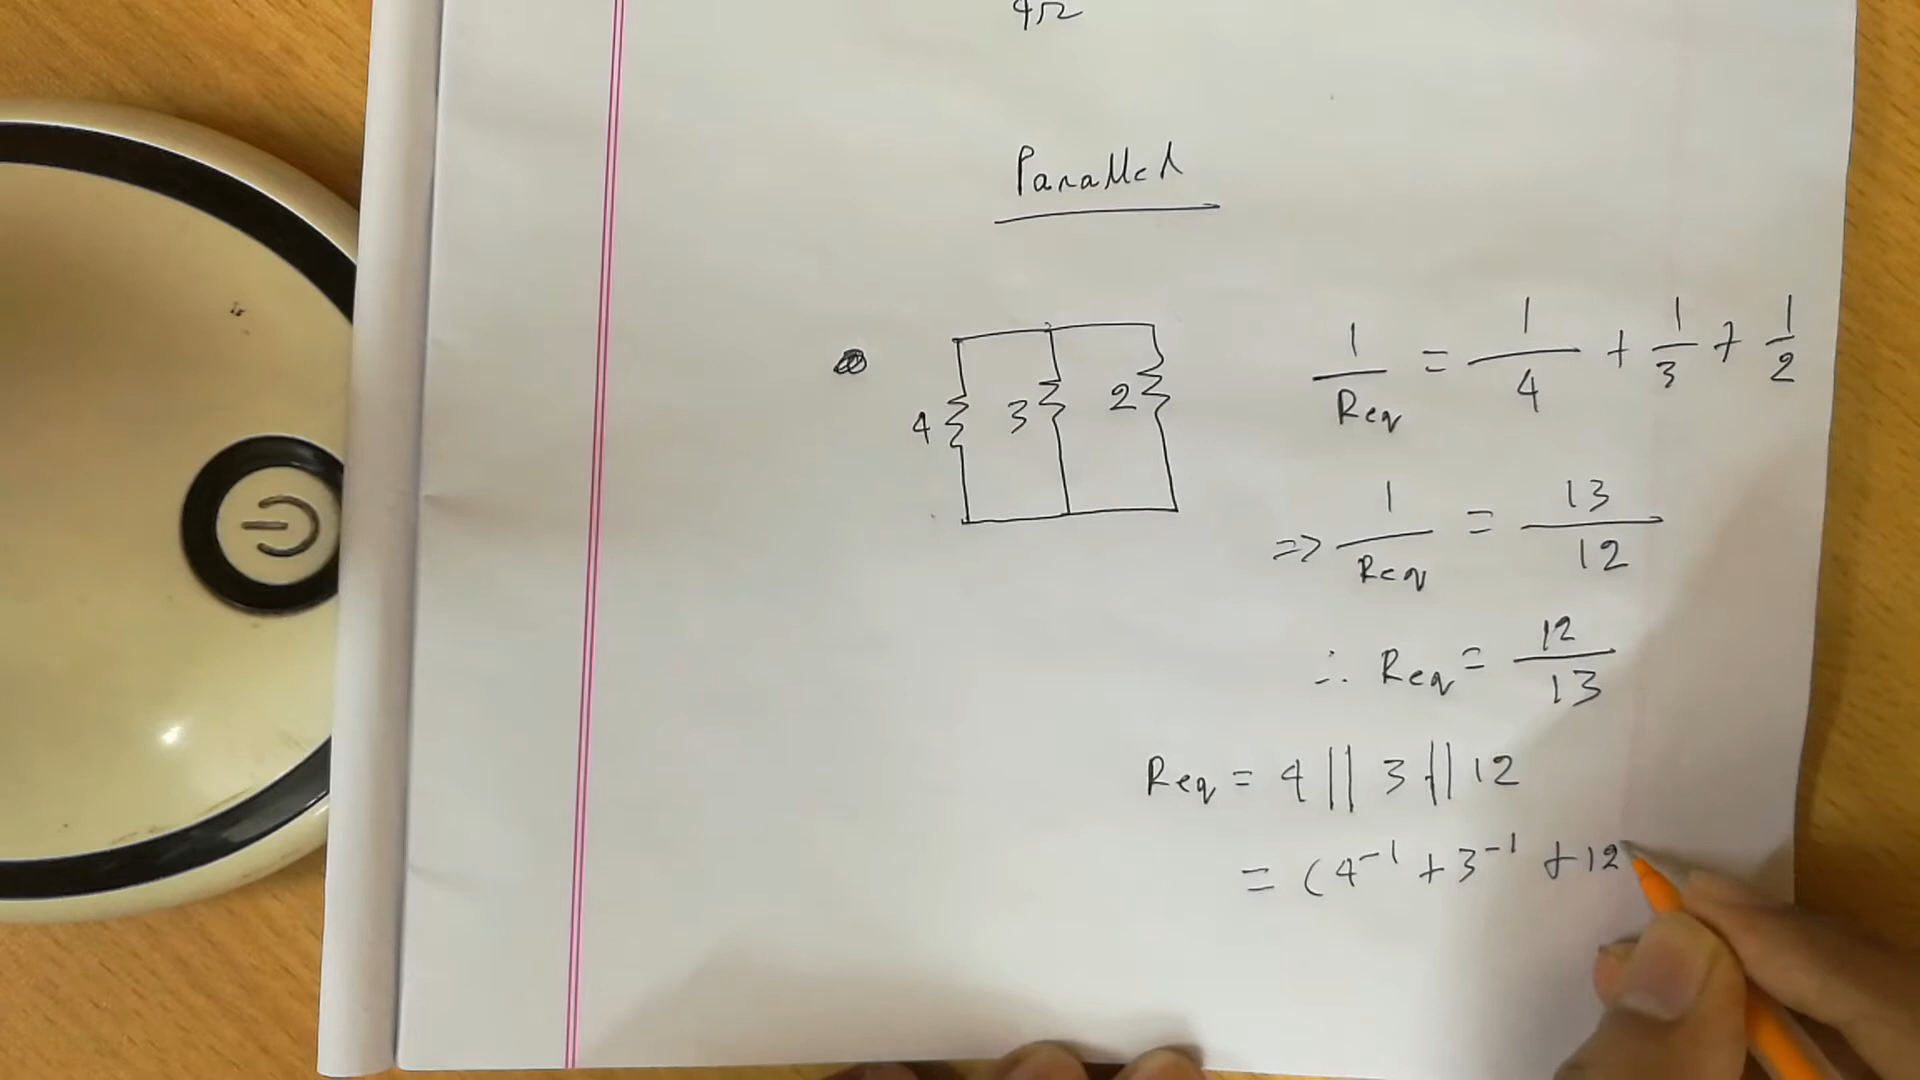 4Ω
Parallel
4 3 2
1/Req = 1/4 + 1/3 + 1/2
=> 1/Req = 13/12
∴ Req = 12/13
Req = 4 || 3 || 12
= (4⁻¹ + 3⁻¹ + 12